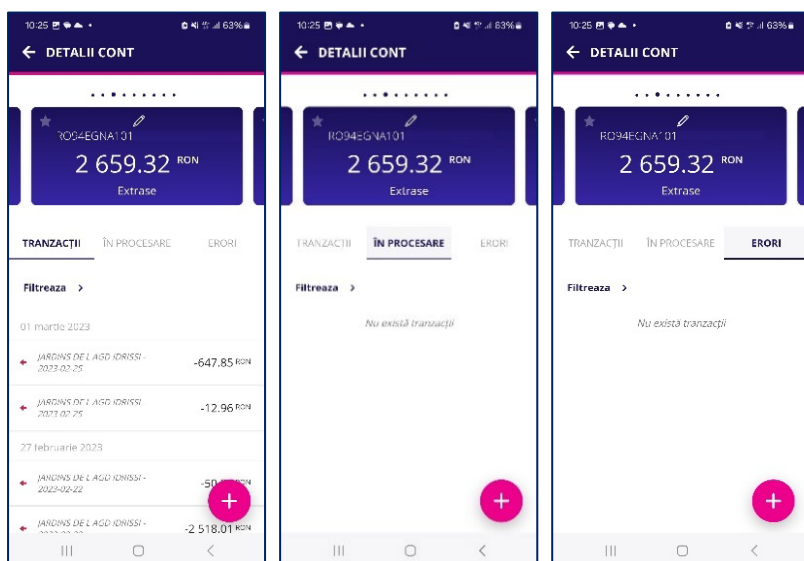 10:25
63%
DETALII CONT
RO94EGNA101
2 659.32 RON
Extrase
TRANZACȚII ÎN PROCESARE ERORI
Filtreaza >
01 martie 2023
JARDINS DE L AGD IDRISSI -
2023-02-25
-647.85 RON
JARDINS DE L AGD IDRISSI
2023-02-25
-12.96 RON
27 februarie 2023
JARDINS DE L AGD IDRISSI -
2023-02-22
JARDINS DE L AGD IDRISSI -
-2 518.01 RON
10:25
63%
DETALII CONT
RO94EGNA101
2 659.32 RON
Extrase
TRANZACȚII ÎN PROCESARE ERORI
Filtreaza >
Nu există tranzacții
10:25
63%
DETALII CONT
RO94EGNA101
2 659.32 RON
Extrase
TRANZACȚII ÎN PROCESARE ERORI
Filtreaza >
Nu există tranzacții